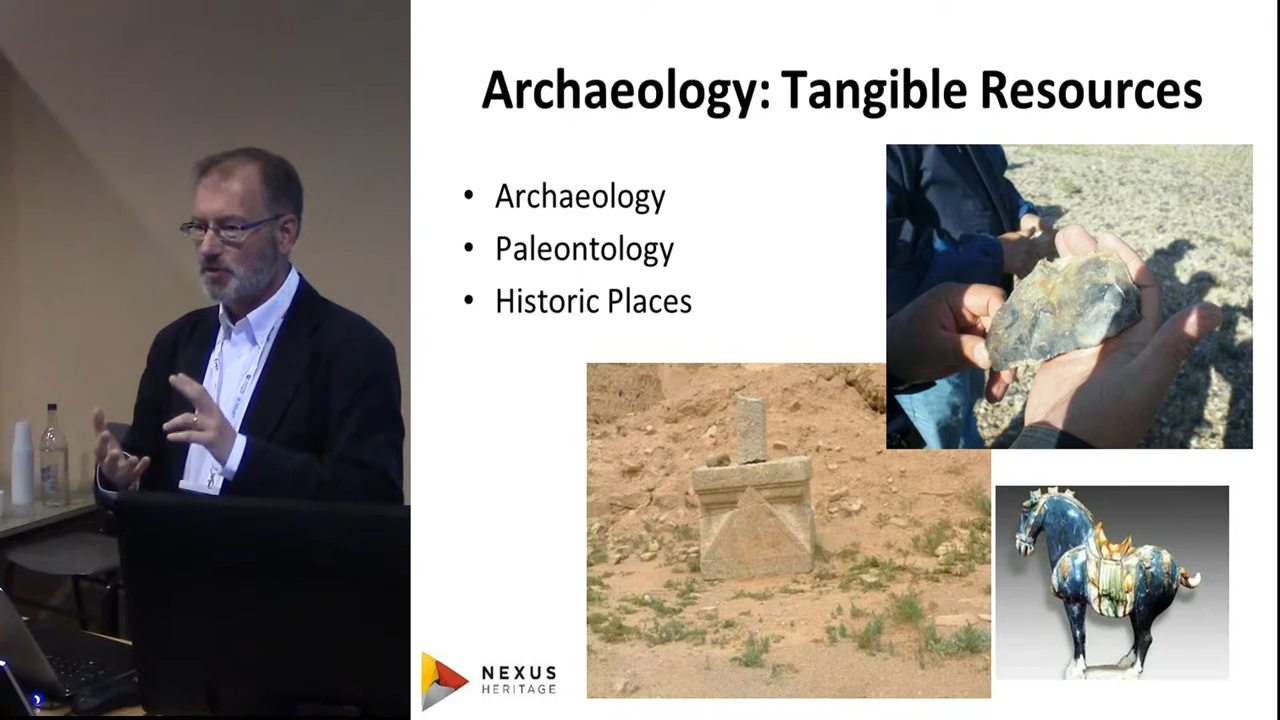 Archaeology: Tangible Resources
• Archaeology
• Paleontology
• Historic Places
NEXUS
HERITAGE